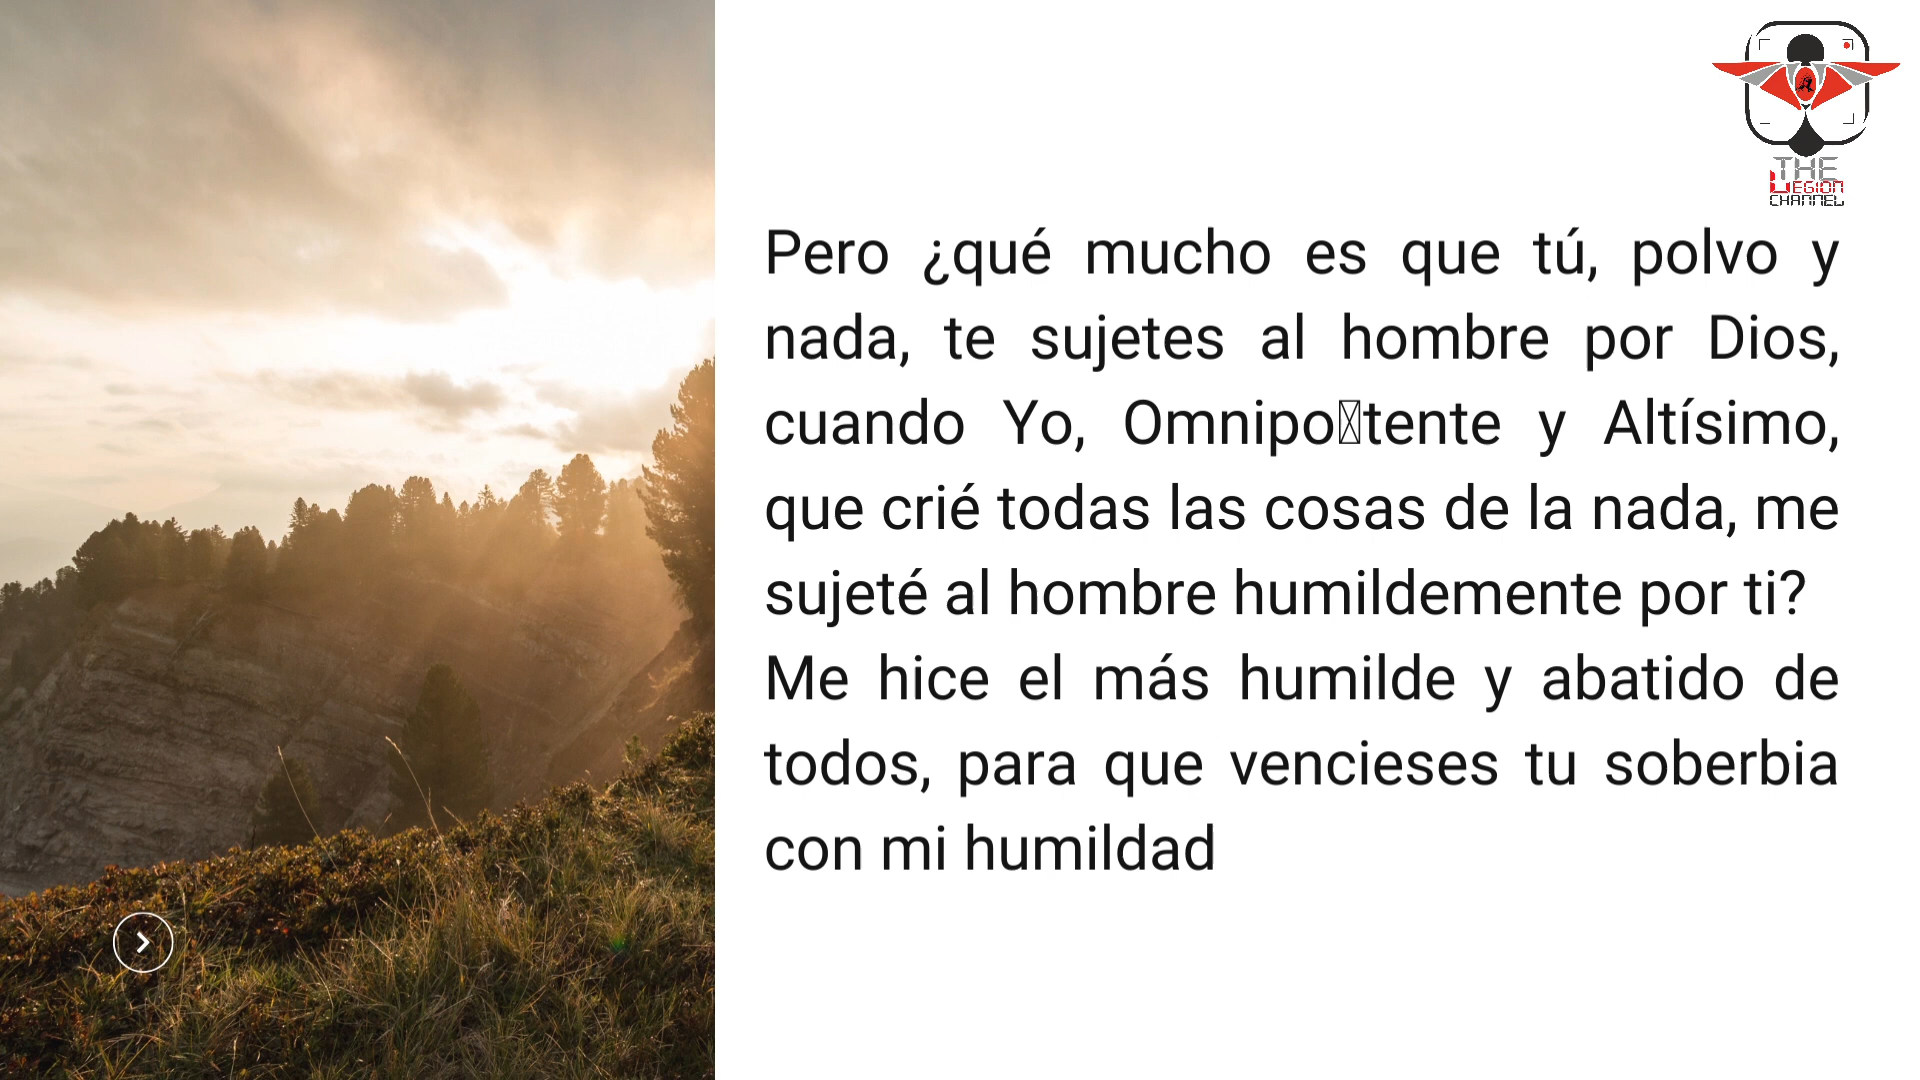 THE
LEGION
CHANNEL
Pero ¿qué mucho es que tú, polvo y
nada, te sujetes al hombre por Dios,
cuando Yo, Omnipo􀆟tente y Altísimo,
que crié todas las cosas de la nada, me
sujeté al hombre humildemente por ti?
Me hice el más humilde y abatido de
todos, para que vencieses tu soberbia
con mi humildad